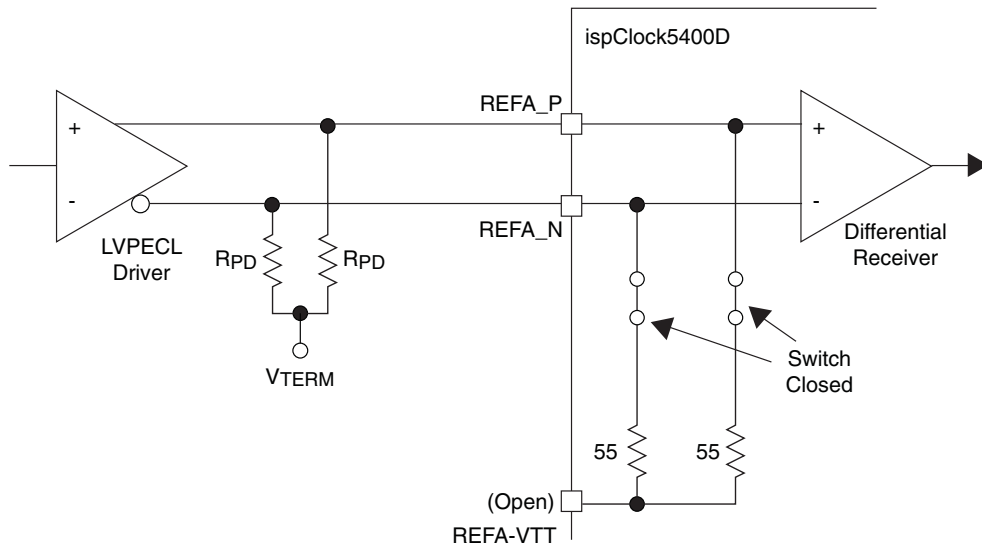 ispClock5400D
REFA_P
+
+
-
-
REFA_N
LVPECL
Driver
RPD
RPD
Differential
Receiver
VTERM
Switch
Closed
55
55
(Open)
REFA-VTT